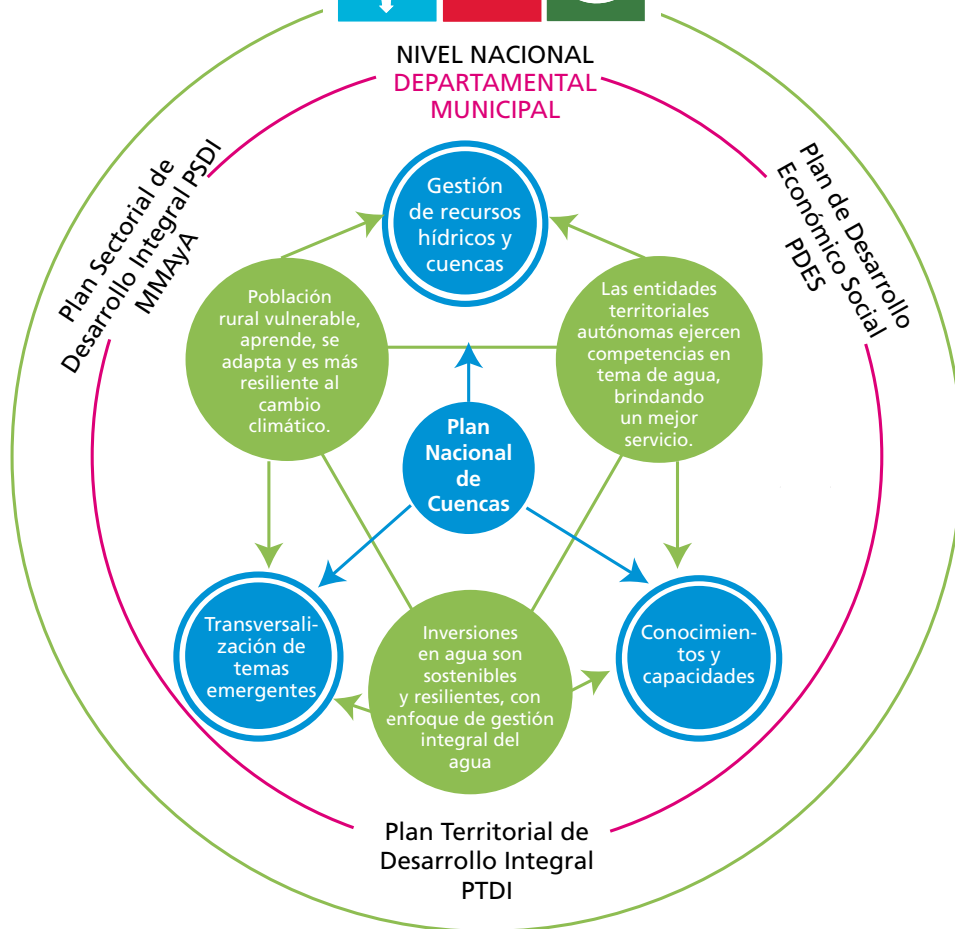 NIVEL NACIONAL
DEPARTAMENTAL
MUNICIPAL
Plan Sectorial de
Desarrollo Integral PSDI
MMAyA
Plan de Desarrollo
Económico Social
PDES
Gestión
de recursos
hídricos y
cuencas
Población
rural vulnerable,
aprende, se
adapta y es más
resiliente al
cambio
climático.
Las entidades
territoriales
autónomas ejercen
competencias en
tema de agua,
brindando
un mejor
servicio.
Plan
Nacional
de
Cuencas
Transversali-
zación de
temas
emergentes
Inversiones
en agua son
sostenibles
y resilientes, con
enfoque de gestión
integral del
agua
Conocimien-
tos y
capacidades
Plan Territorial de
Desarrollo Integral
PTDI